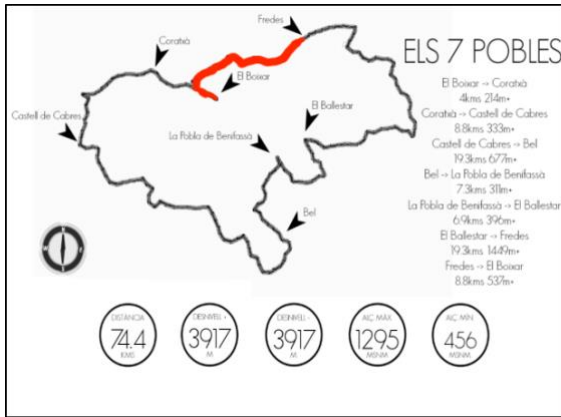 Fredes
Coratxà
El Boixar
El Ballestar
Castell de Cabres
La Pobla de Benifassà
Bel
ELS 7 POBLES
El Boixar → Coratxà
4kms 214m+
Coratxà → Castell de Cabres
8.8kms 333m+
Castell de Cabres → Bel
19.3kms 677m+
Bel → La Pobla de Benifassà
7.3kms 311m+
La Pobla de Benifassà → El Ballestar
6.9kms 396m+
El Ballestar → Fredes
19.3kms 1449m+
Fredes → El Boixar
8.8kms 537m+
DISTÀNCIA
74.4
KMS
DESNIVELL +
3917
M
DESNIVELL -
3917
M
ALÇ MÀX
1295
MSNM
ALÇ MIN
456
MSNM